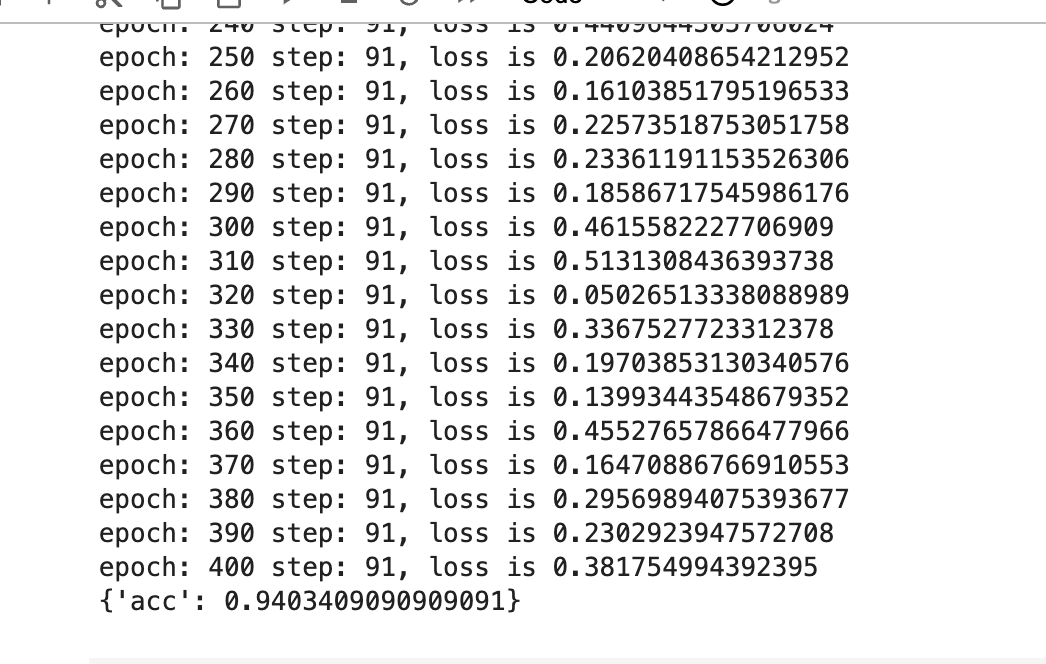 epoch: 240 step: 91, loss is
epoch: 250 step: 91, loss is 0.20620408654212952
epoch: 260 step: 91, loss is 0.16103851795196533
epoch: 270 step: 91, loss is 0.22573518753051758
epoch: 280 step: 91, loss is 0.23361191153526306
epoch: 290 step: 91, loss is 0.18586717545986176
epoch: 300 step: 91, loss is 0.4615582227706909
epoch: 310 step: 91, loss is 0.5131308436393738
epoch: 320 step: 91, loss is 0.05026513338088989
epoch: 330 step: 91, loss is 0.3367527723312378
epoch: 340 step: 91, loss is 0.19703853130340576
epoch: 350 step: 91, loss is 0.13993443548679352
epoch: 360 step: 91, loss is 0.45527657866477966
epoch: 370 step: 91, loss is 0.16470886766910553
epoch: 380 step: 91, loss is 0.29569894075393677
epoch: 390 step: 91, loss is 0.2302923947572708
epoch: 400 step: 91, loss is 0.381754994392395
{'acc': 0.9403409090909091}